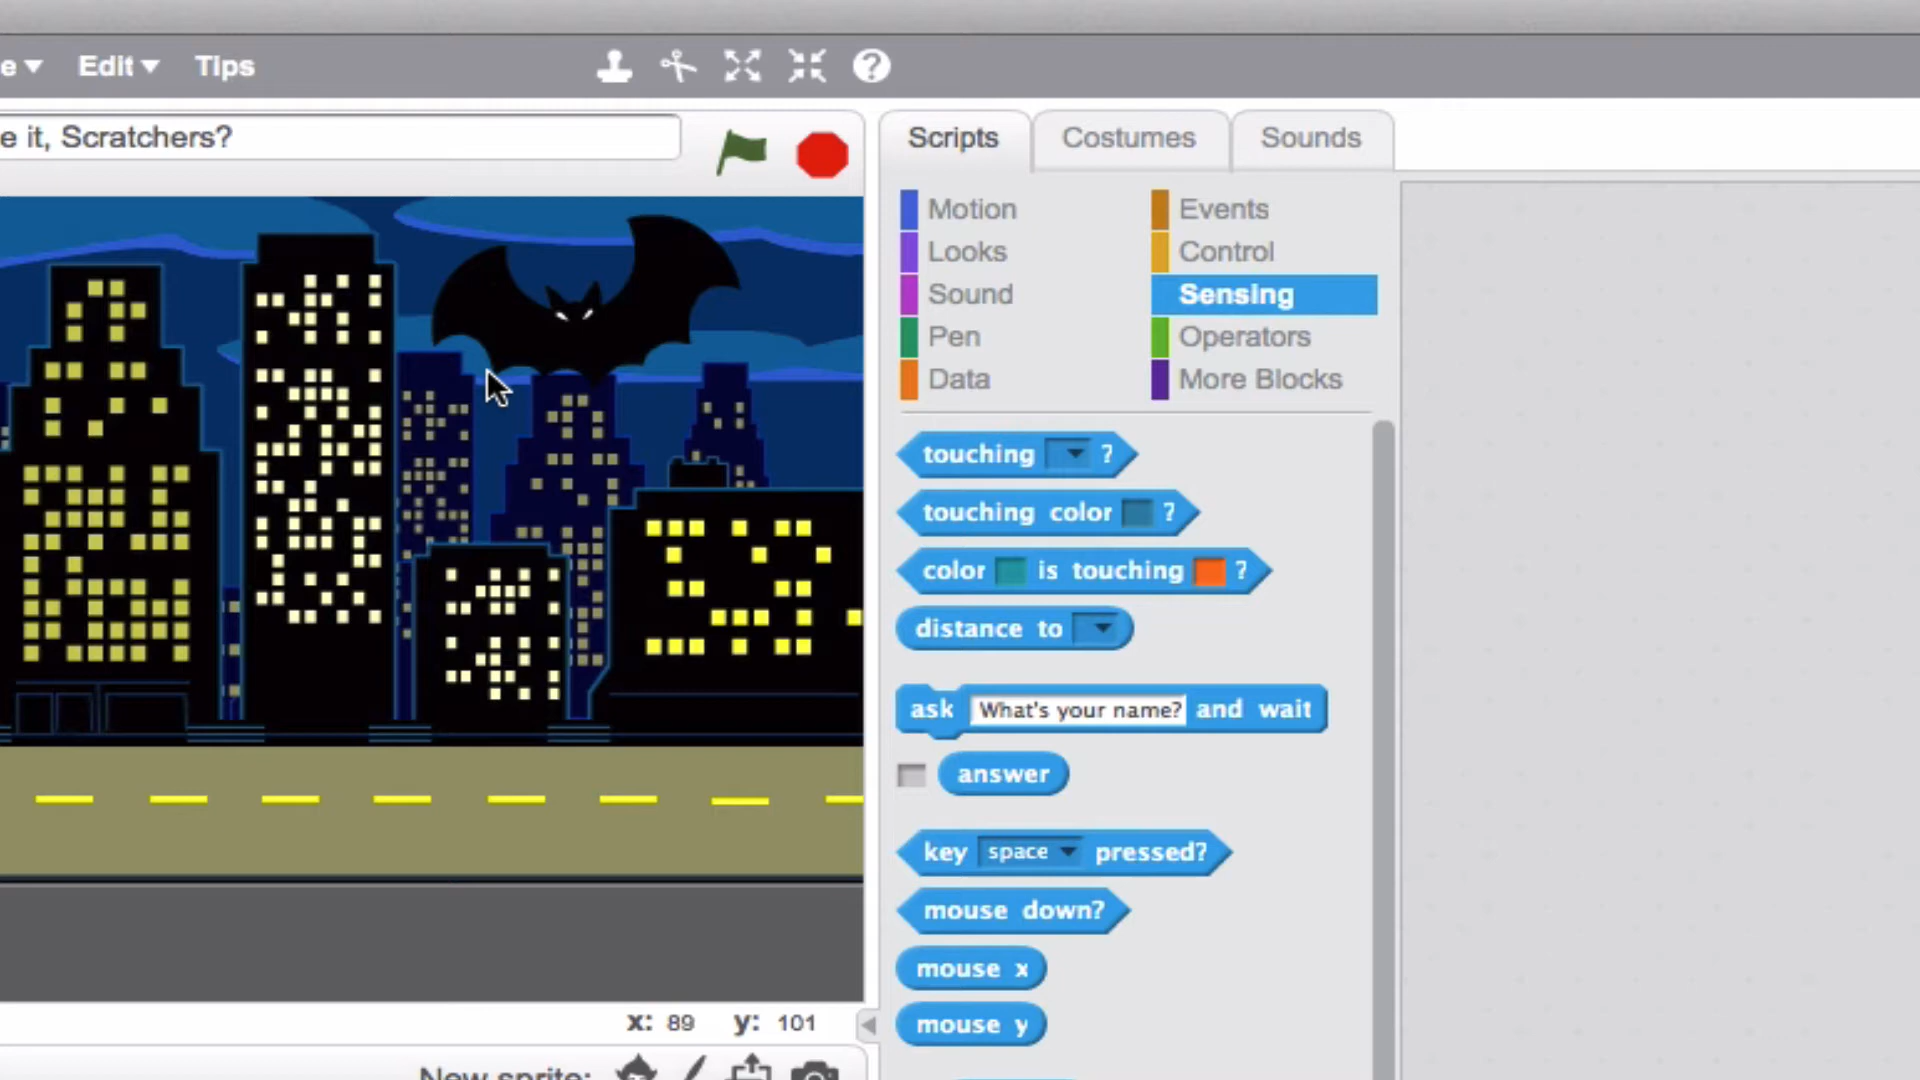 e Edit Tips
e it, Scratchers?
Scripts Costumes Sounds
Motion Events
Looks Control
Sound Sensing
Pen Operators
Data More Blocks
touching ?
touching color ?
color is touching ?
distance to
ask What's your name? and wait
answer
key space pressed?
mouse down?
mouse x
mouse y
x: 89 y: 101
New sprite: